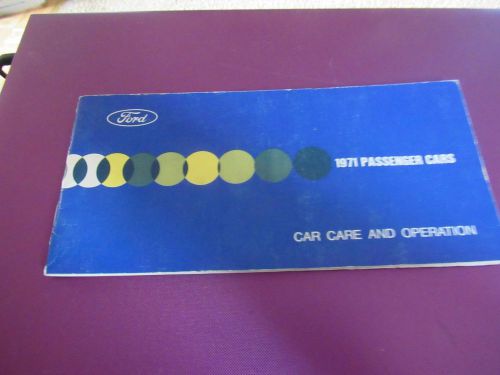 Ford
1971 PASSENGER CARS
CAR CARE AND OPERATION